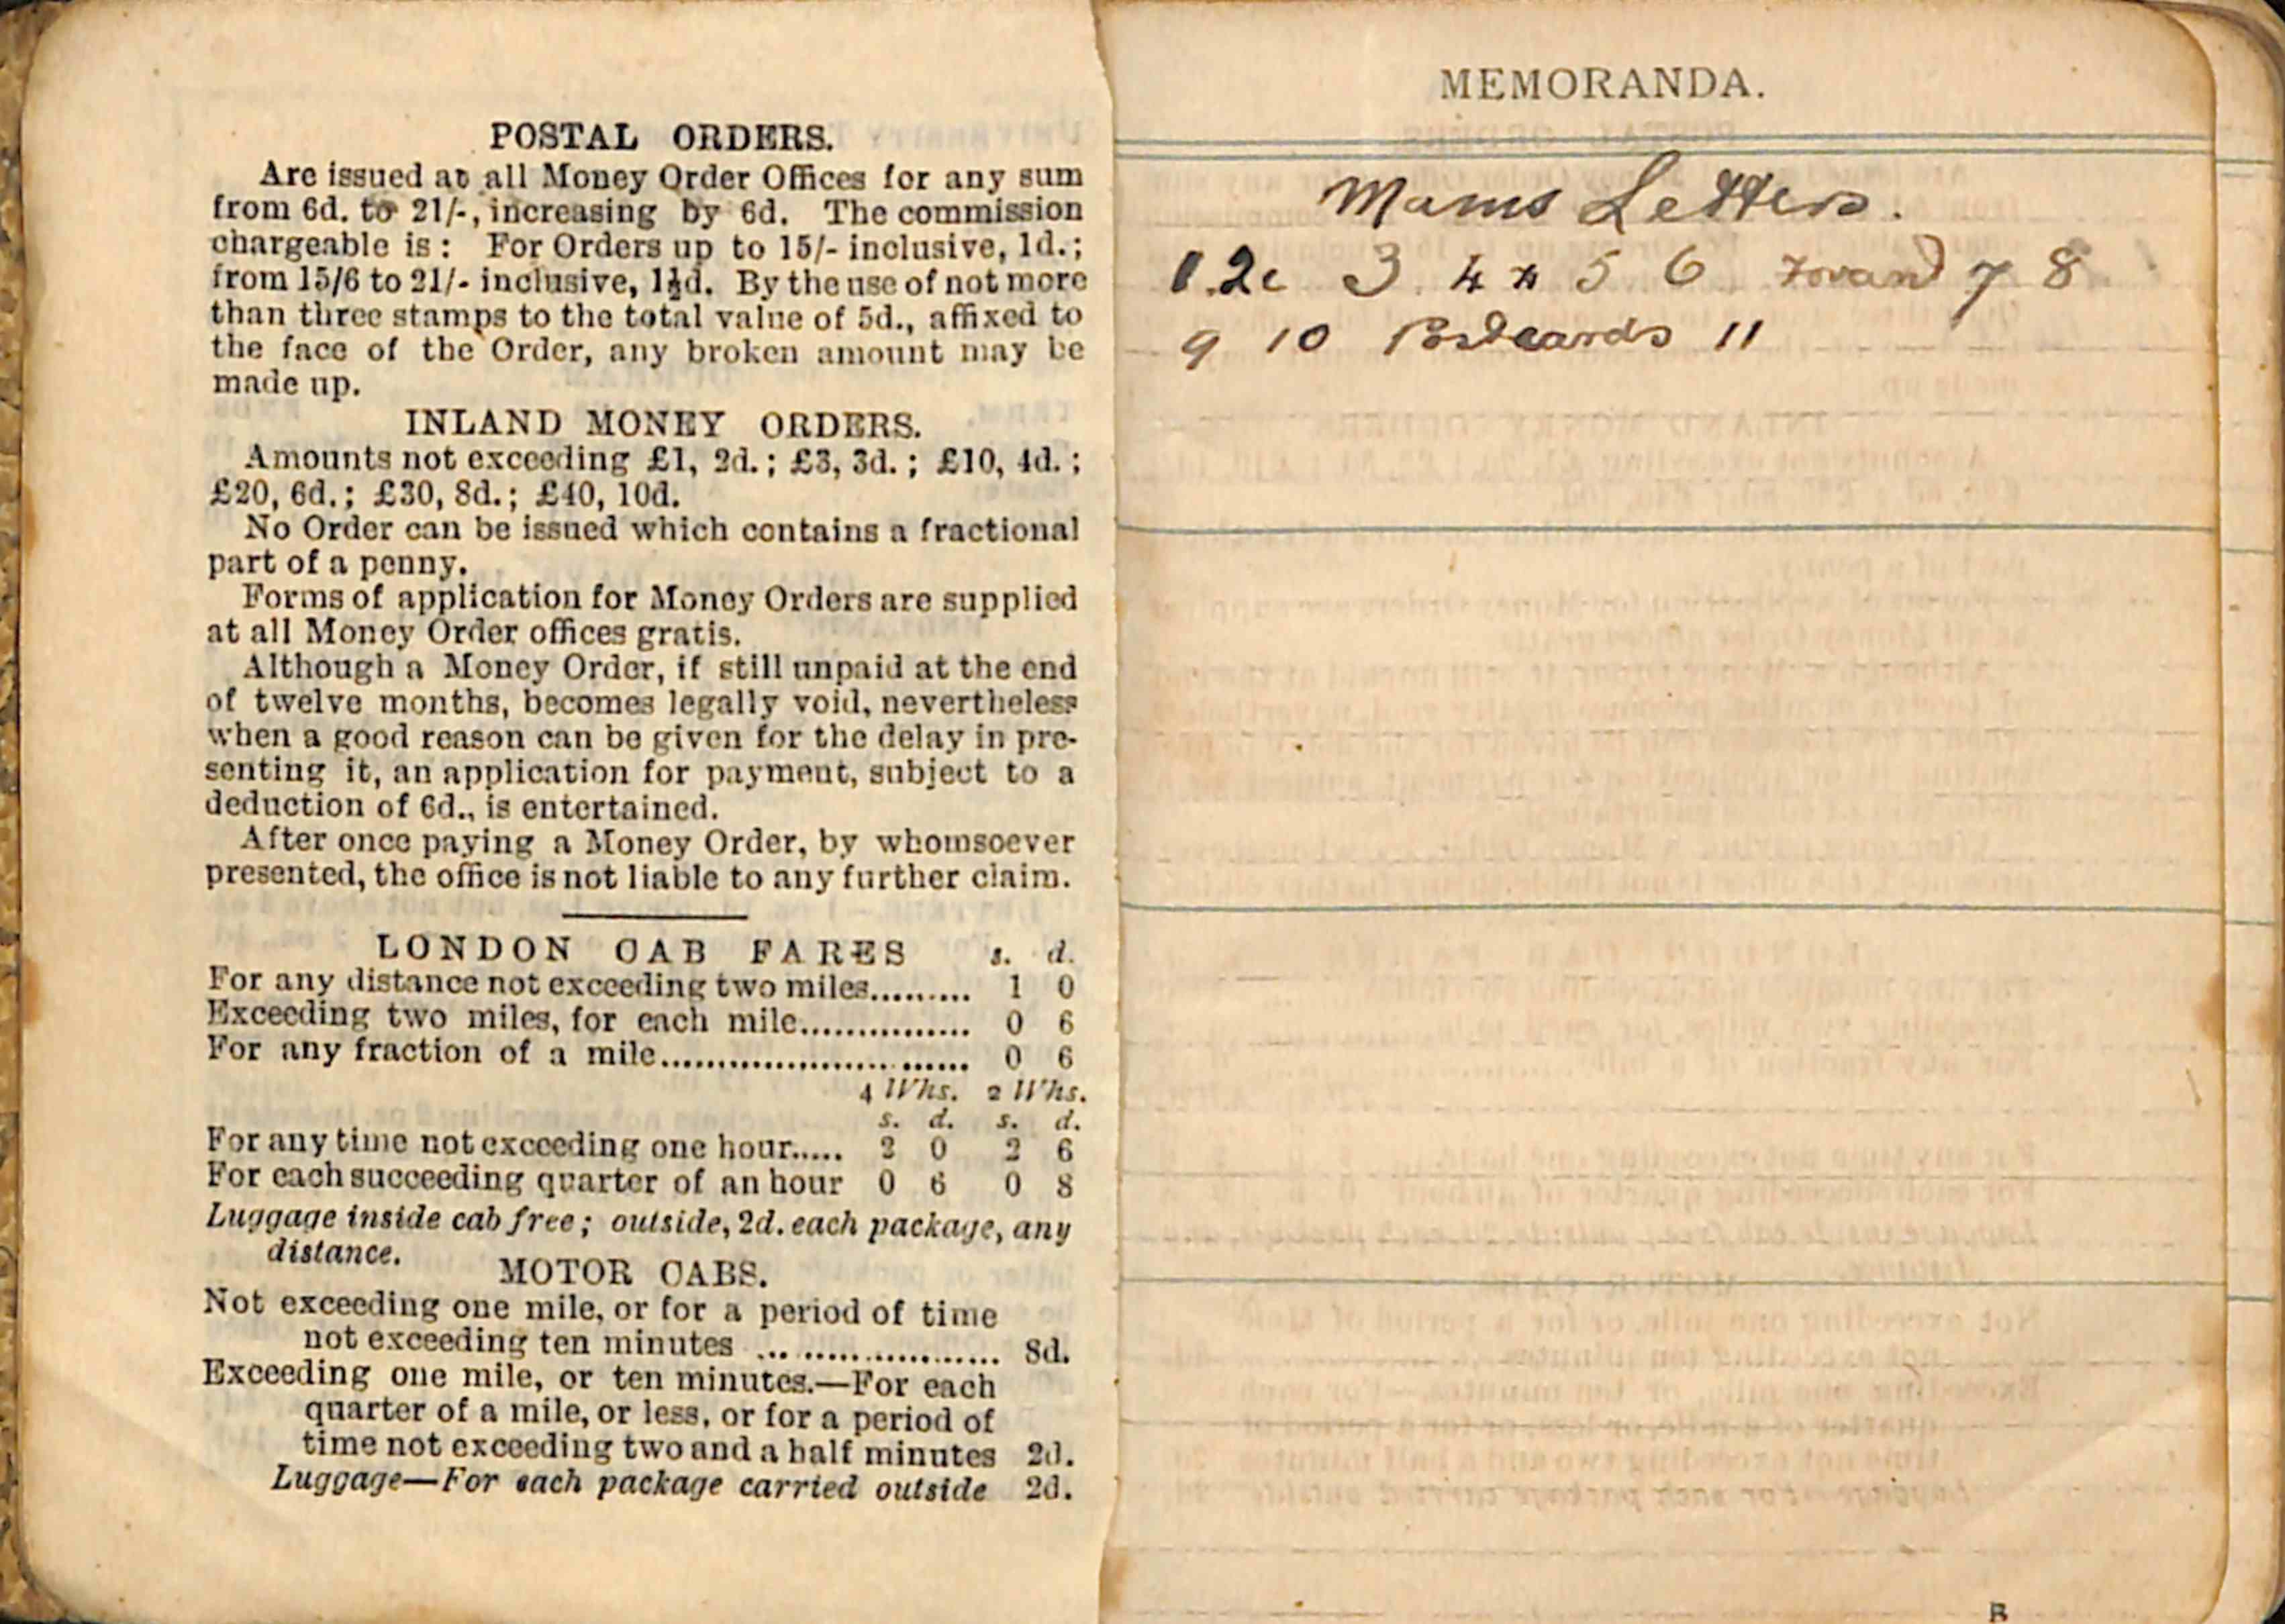 POSTAL ORDERS.
Are issued at all Money Order Offices for any sum
from 6d. to 21/-, increasing by 6d. The commission
chargeable is: For Orders up to 15/- inclusive, 1d.;
from 15/6 to 21/- inclusive, 1½d. By the use of not more
than three stamps to the total value of 5d., affixed to
the face of the Order, any broken amount may be
made up.
INLAND MONEY ORDERS.
Amounts not exceeding £1, 2d.; £3, 3d.; £10, 4d.;
£20, 6d.; £30, 8d.; £40, 10d.
No Order can be issued which contains a fractional
part of a penny.
Forms of application for Money Orders are supplied
at all Money Order offices gratis.
Although a Money Order, if still unpaid at the end
of twelve months, becomes legally void, nevertheless
when a good reason can be given for the delay in pre-
senting it, an application for payment, subject to a
deduction of 6d., is entertained.
After once paying a Money Order, by whomsoever
presented, the office is not liable to any further claim.
LONDON CAB FARES s. d.
For any distance not exceeding two miles.......... 1 0
Exceeding two miles, for each mile................ 0 6
For any fraction of a mile............................. 0 6
4 Whs. 2 Whs.
s. d. s. d.
For any time not exceeding one hour..... 2 0 2 6
For each succeeding quarter of an hour 0 6 0 8
Luggage inside cab free; outside, 2d. each package, any
distance.
MOTOR CABS.
Not exceeding one mile, or for a period of time
not exceeding ten minutes ... .................. 8d.
Exceeding one mile, or ten minutes.—For each
quarter of a mile, or less, or for a period of
time not exceeding two and a half minutes 2d.
Luggage—For each package carried outside 2d.
MEMORANDA.
Mams Letters.
1.2 3 4 5 6 7 8
9 10 Postcards 11
B